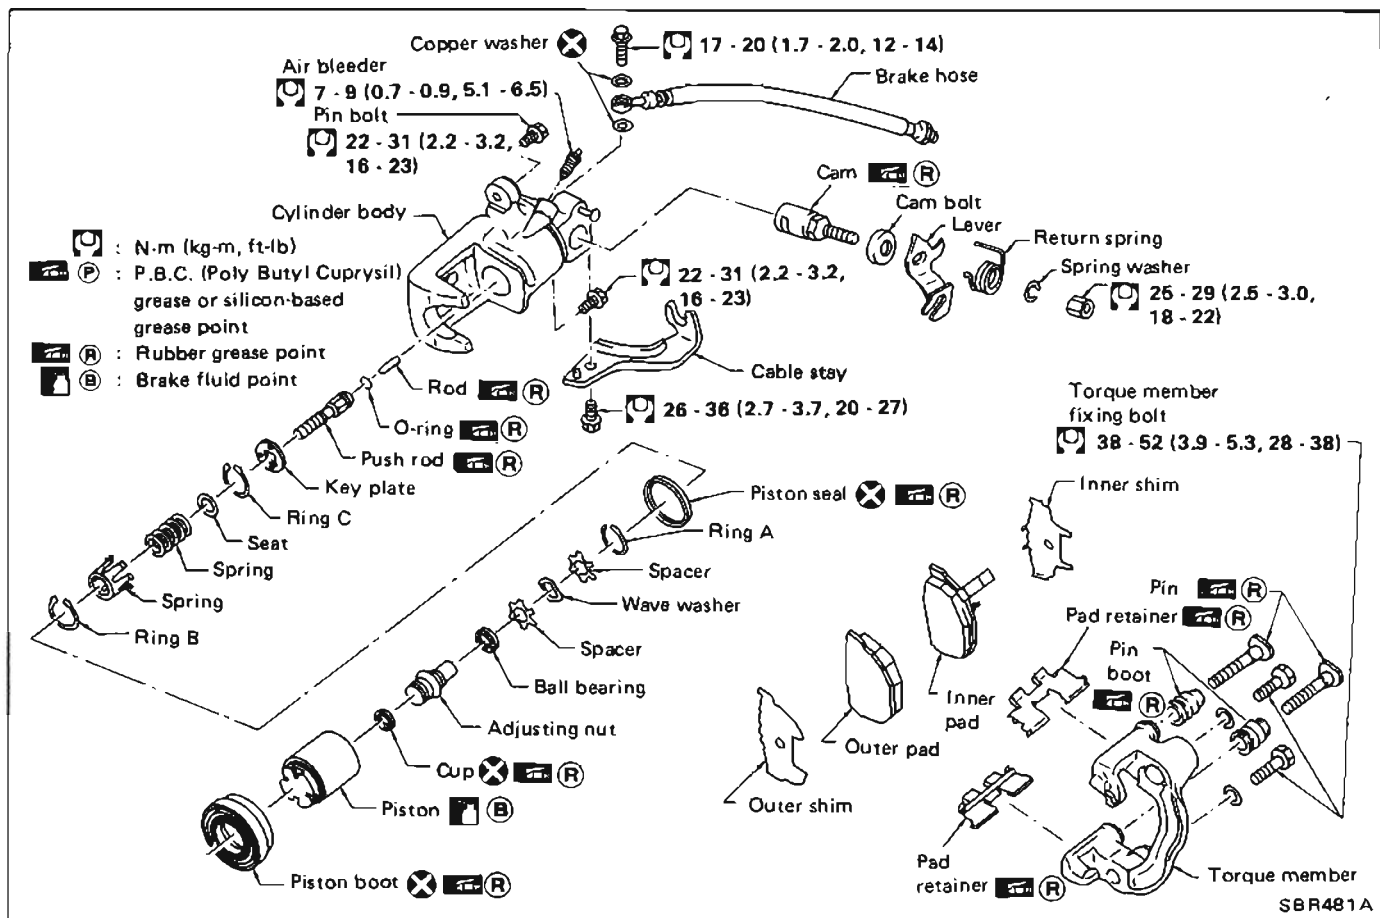 Copper washer
17 - 20 (1.7 - 2.0, 12 - 14)
Air bleeder
7 - 9 (0.7 - 0.9, 5.1 - 6.5)
Brake hose
Pin bolt
22 - 31 (2.2 - 3.2,
16 - 23)
Cam R
Cam bolt
Lever
Return spring
Spring washer
25 - 29 (2.5 - 3.0,
18 - 22)
Cylinder body
: N·m (kg-m, ft-lb)
P : P.B.C. (Poly Butyl Cuprysil)
grease or silicon-based
grease point
R : Rubber grease point
B : Brake fluid point
22 - 31 (2.2 - 3.2,
16 - 23)
Cable stay
26 - 36 (2.7 - 3.7, 20 - 27)
Rod R
O-ring R
Push rod R
Key plate
Ring C
Seat
Spring
Spring
Ring B
Torque member
fixing bolt
38 - 52 (3.9 - 5.3, 28 - 38)
Piston seal R
Ring A
Spacer
Wave washer
Spacer
Ball bearing
Adjusting nut
Cup R
Piston B
Piston boot R
Inner shim
Pin R
Pad retainer R
Pin
boot
R
Inner
pad
Outer pad
Outer shim
Pad
retainer R
Torque member
SBR481A